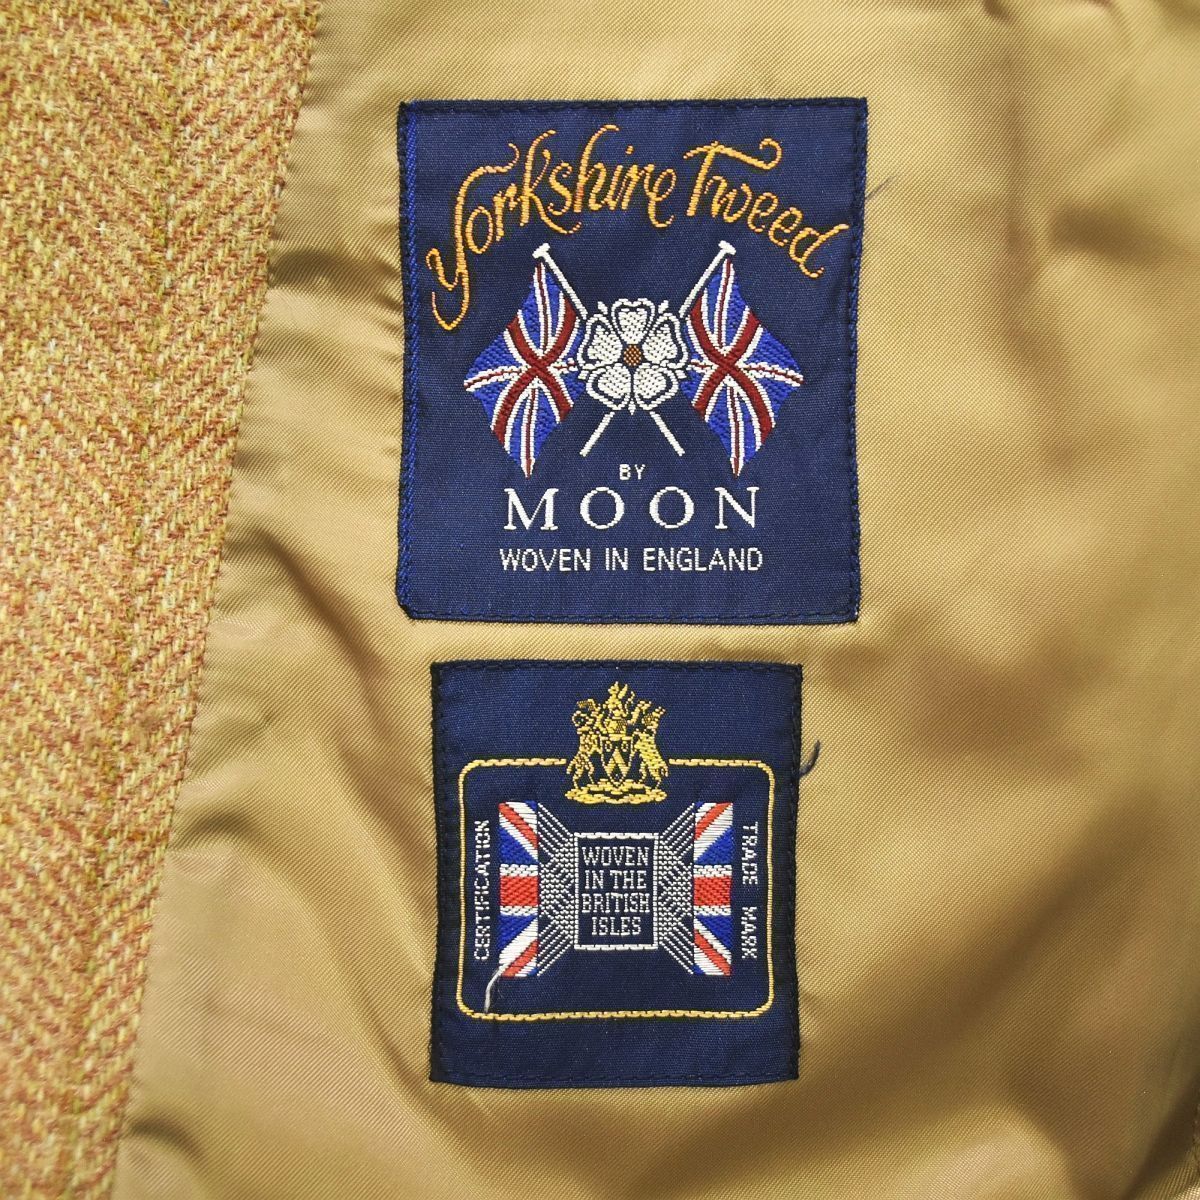 Yorkshire Tweed
BY
MOON
WOVEN IN ENGLAND
CERTIFICATION
WOVEN
IN THE
BRITISH
ISLES
TRADE MARK